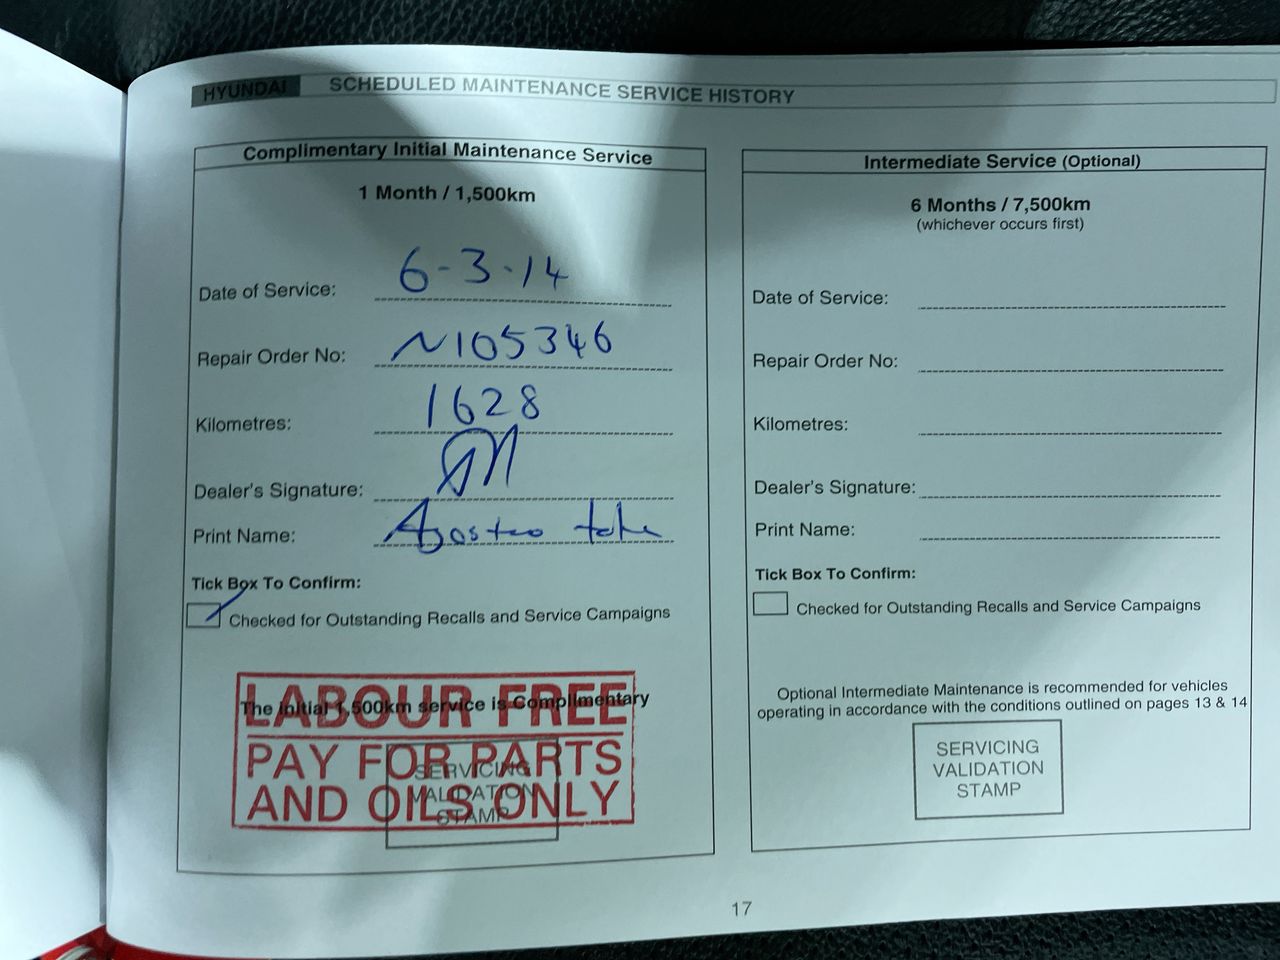 HYUNDAI SCHEDULED MAINTENANCE SERVICE HISTORY
Complimentary Initial Maintenance Service
1 Month / 1,500km
Date of Service: 6-3-14
Repair Order No: N105346
Kilometres: 1628
Dealer's Signature:
Print Name:
Tick Box To Confirm:
Checked for Outstanding Recalls and Service Campaigns
The initial 1,500km service is Complimentary
LABOUR FREE
PAY FOR PARTS
AND OILS ONLY
SERVICING
VALIDATION
STAMP
Intermediate Service (Optional)
6 Months / 7,500km
(whichever occurs first)
Date of Service:
Repair Order No:
Kilometres:
Dealer's Signature:
Print Name:
Tick Box To Confirm:
Checked for Outstanding Recalls and Service Campaigns
Optional Intermediate Maintenance is recommended for vehicles
operating in accordance with the conditions outlined on pages 13 & 14
SERVICING
VALIDATION
STAMP
17